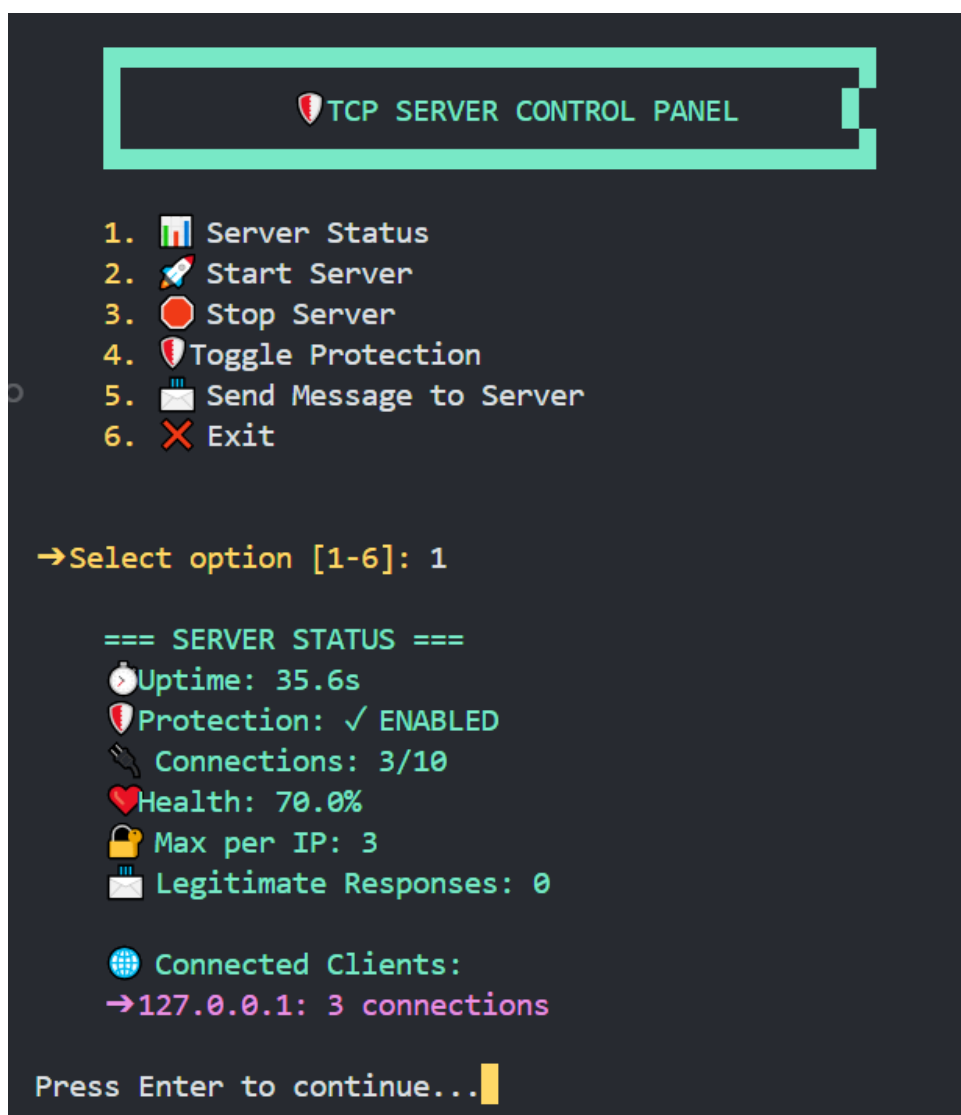 🛡️TCP SERVER CONTROL PANEL
1. 📊 Server Status
2. 🚀 Start Server
3. 🛑 Stop Server
4. 🛡️Toggle Protection
5. 📨 Send Message to Server
6. ❌ Exit
➔Select option [1-6]: 1
=== SERVER STATUS ===
⏱️Uptime: 35.6s
🛡️Protection: ✓ ENABLED
🔌 Connections: 3/10
❤️Health: 70.0%
🔐 Max per IP: 3
📨 Legitimate Responses: 0
🌐 Connected Clients:
➔127.0.0.1: 3 connections
Press Enter to continue...